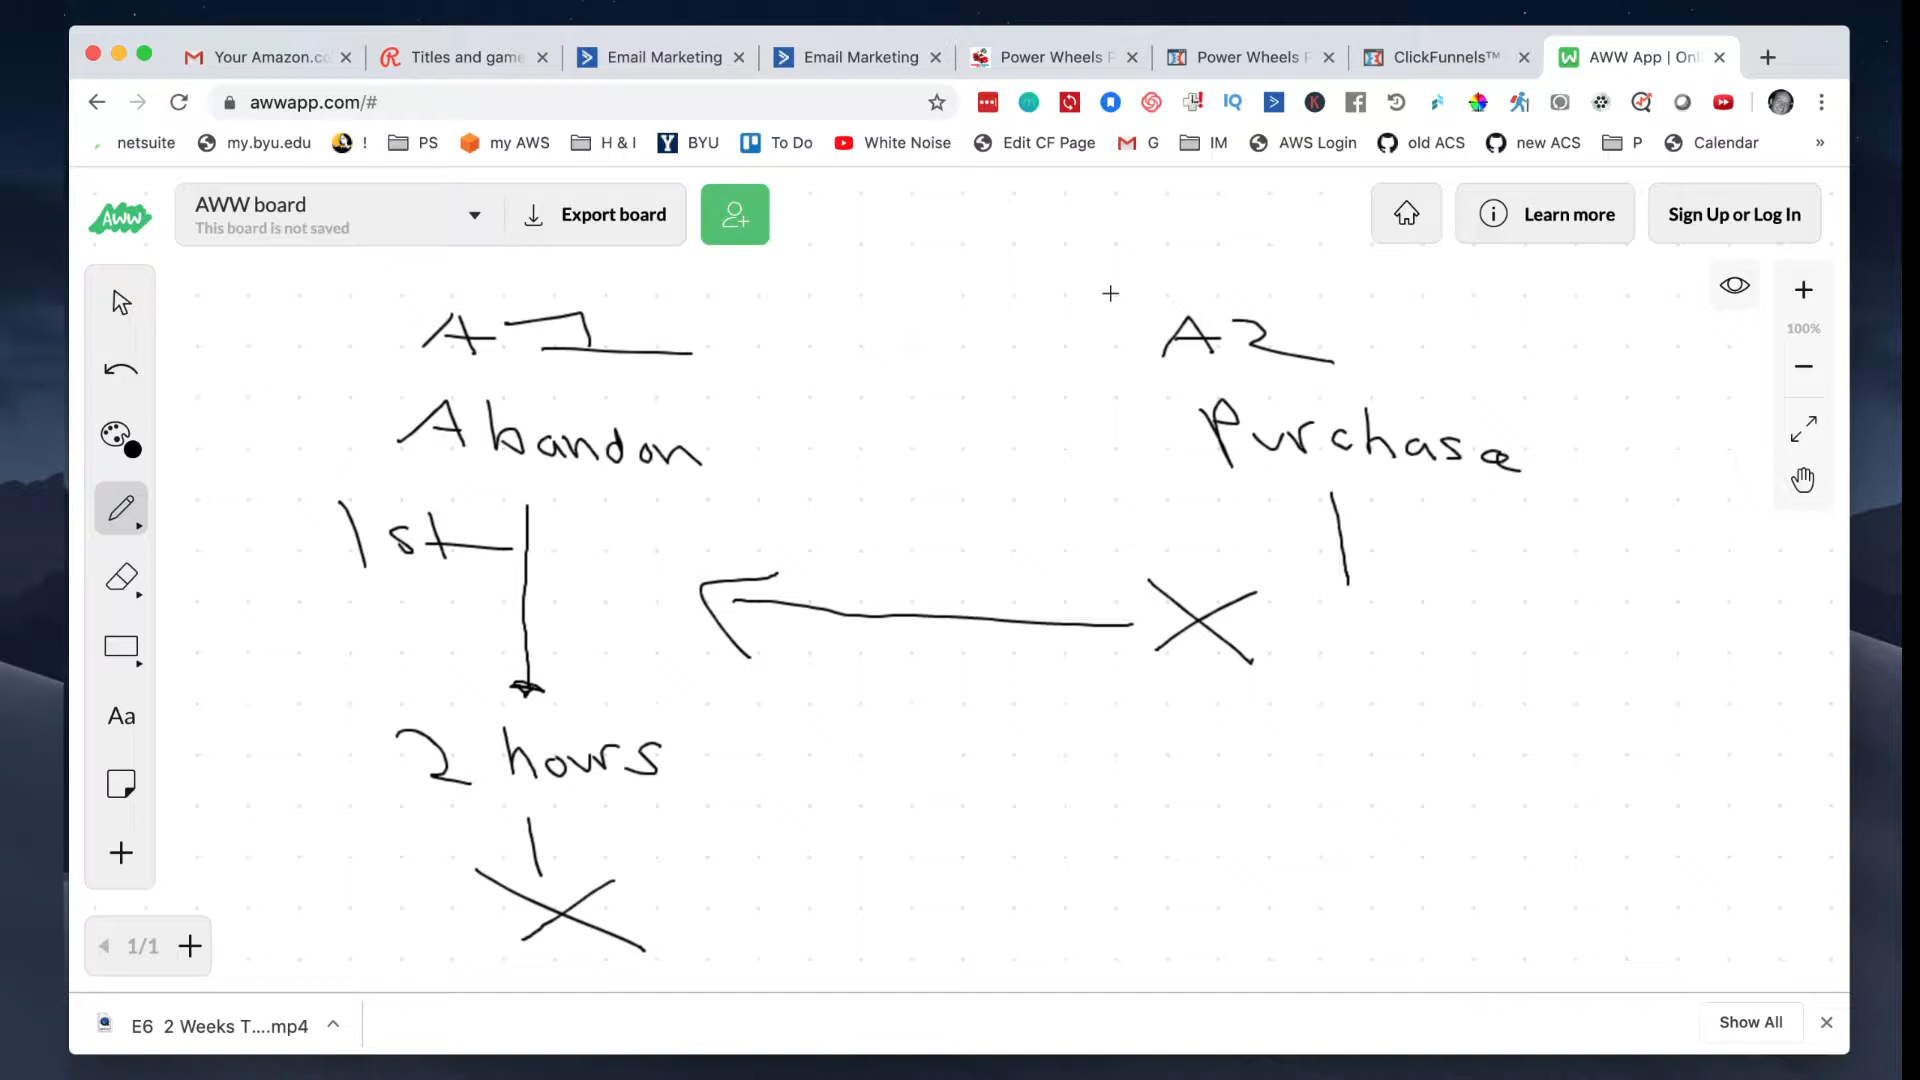 Your Amazon.co
Titles and game
Email Marketing
Email Marketing
Power Wheels P
Power Wheels P
ClickFunnels™
AWW App | Onl
awwapp.com/#
IQ
K
netsuite
my.byu.edu
!
PS
my AWS
H & I
Y
BYU
To Do
White Noise
Edit CF Page
G
IM
AWS Login
old ACS
new ACS
P
Calendar
»
AWW
AWW board
This board is not saved
Export board
Learn more
Sign Up or Log In
100%
A1
A2
Abandon
Purchase
1st
2 hours
Aa
1/1
E6 2 Weeks T....mp4
Show All